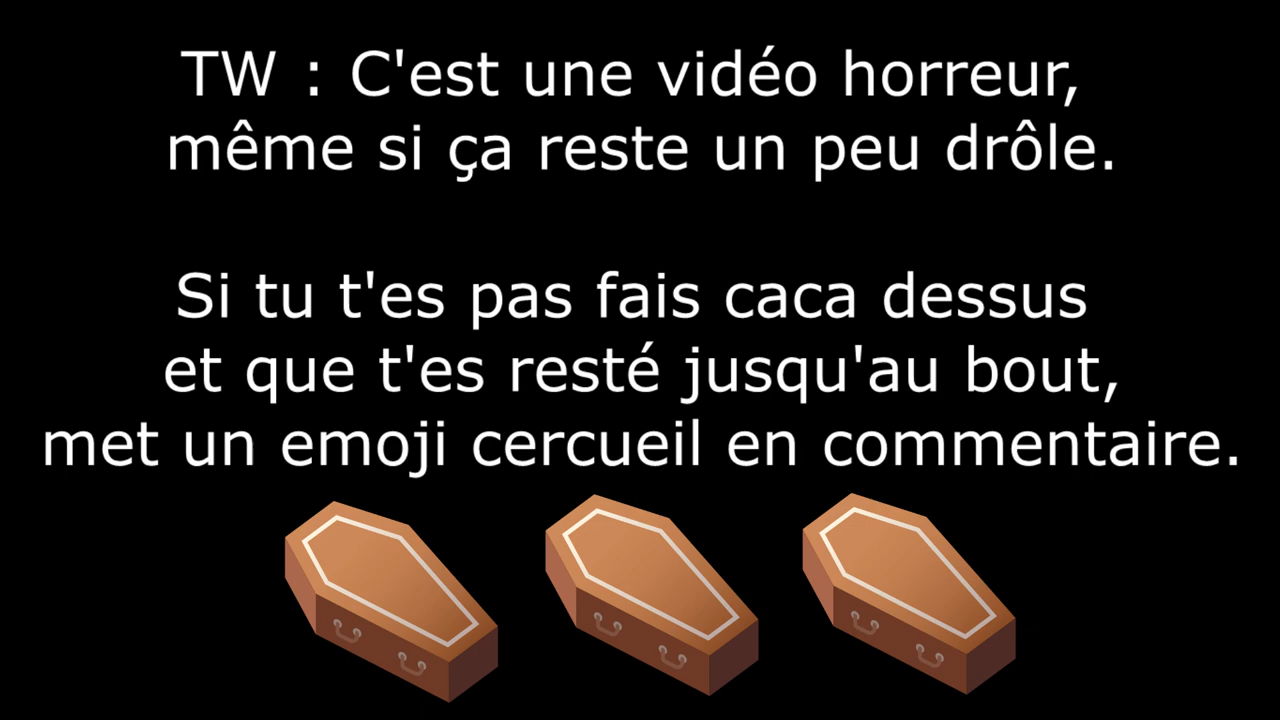 TW : C'est une vidéo horreur,
même si ça reste un peu drôle.
Si tu t'es pas fais caca dessus
et que t'es resté jusqu'au bout,
met un emoji cercueil en commentaire.